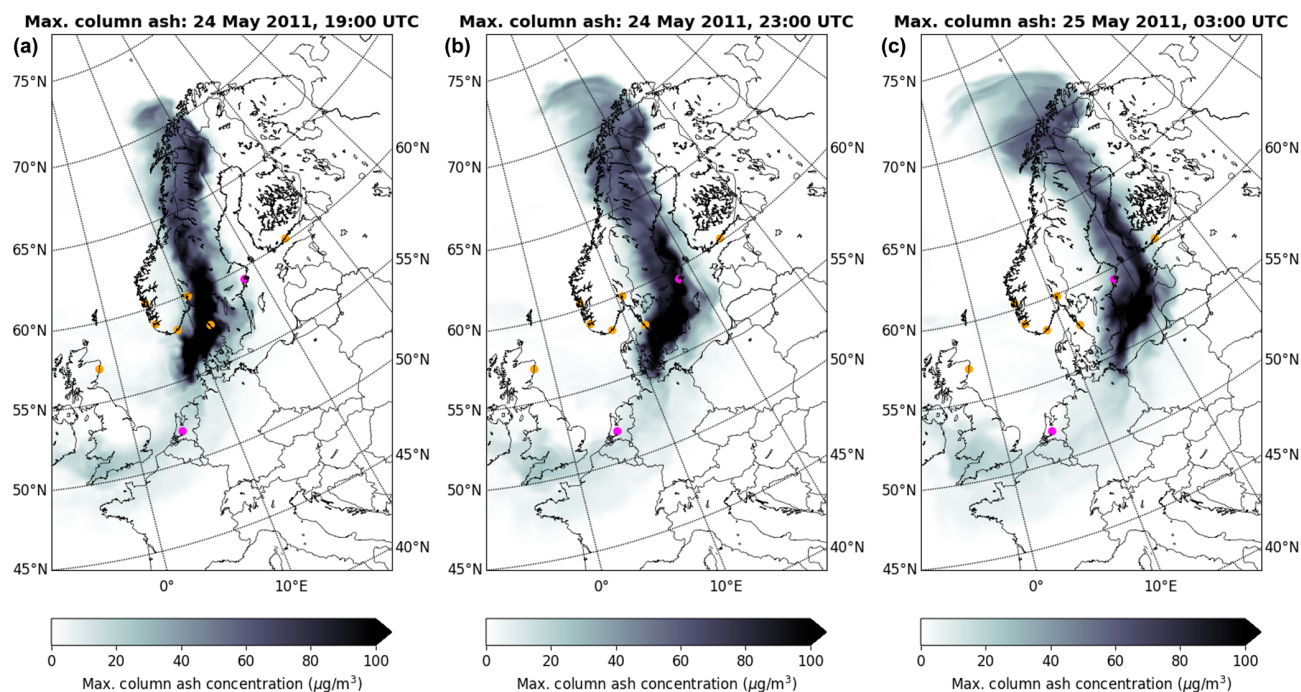 Max. column ash: 24 May 2011, 19:00 UTC
(a)
75°N
70°N
65°N
60°N
55°N
50°N
45°N
60°N
55°N
50°N
45°N
40°N
0°
10°E
0 20 40 60 80 100
Max. column ash concentration (μg/m³)
Max. column ash: 24 May 2011, 23:00 UTC
(b)
75°N
70°N
65°N
60°N
55°N
50°N
45°N
60°N
55°N
50°N
45°N
40°N
0°
10°E
0 20 40 60 80 100
Max. column ash concentration (μg/m³)
Max. column ash: 25 May 2011, 03:00 UTC
(c)
75°N
70°N
65°N
60°N
55°N
50°N
45°N
60°N
55°N
50°N
45°N
40°N
0°
10°E
0 20 40 60 80 100
Max. column ash concentration (μg/m³)